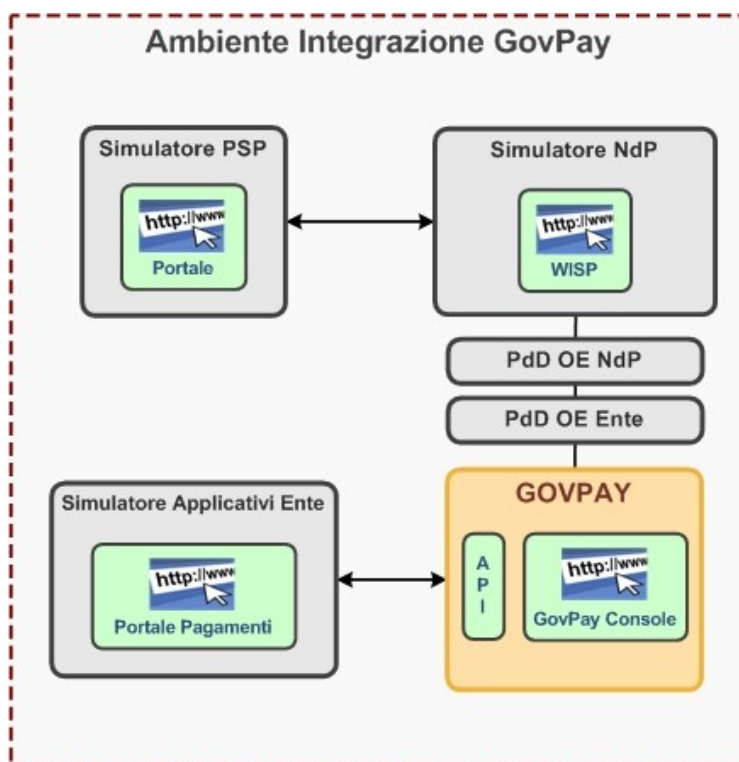 Ambiente Integrazione GovPay
Simulatore PSP
http://www
Portale
Simulatore NdP
http://www
WISP
PdD OE NdP
PdD OE Ente
Simulatore Applicativi Ente
http://www
Portale Pagamenti
GOVPAY
A
P
I
http://www
GovPay Console